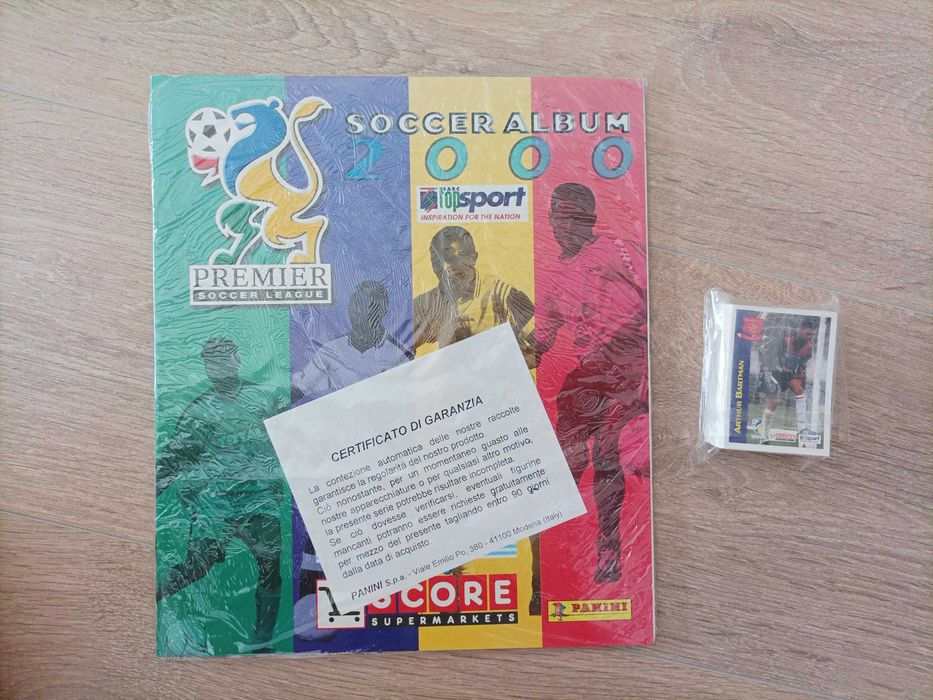 SOCCER ALBUM
2000
SABC
Topsport
INSPIRATION FOR THE NATION
PREMIER
SOCCER LEAGUE
CERTIFICATO DI GARANZIA
La confezione automatica delle nostre raccolte
garantisce la regolarità del nostro prodotto.
Ciò nonostante, per un momentaneo guasto alle
nostre apparecchiature o per qualsiasi altro motivo,
la presente serie potrebbe risultare incompleta.
Se ciò dovesse verificarsi, eventuali figurine
mancanti potranno essere richieste gratuitamente
per mezzo del presente tagliando entro 90 giorni
dalla data di acquisto.
PANINI S.p.a. - Viale Emilio Po, 380 - 41100 Modena (Italy)
SCORE
SUPERMARKETS
PANINI
ARTHUR BARTMAN